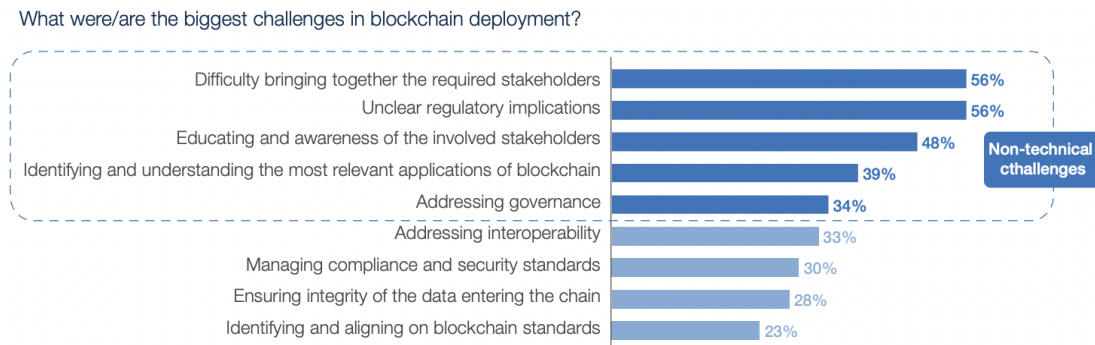 What were/are the biggest challenges in blockchain deployment?
Difficulty bringing together the required stakeholders 56%
Unclear regulatory implications 56%
Educating and awareness of the involved stakeholders 48%
Identifying and understanding the most relevant applications of blockchain 39%
Addressing governance 34%
Non-technical
cthallenges
Addressing interoperability 33%
Managing compliance and security standards 30%
Ensuring integrity of the data entering the chain 28%
Identifying and aligning on blockchain standards 23%